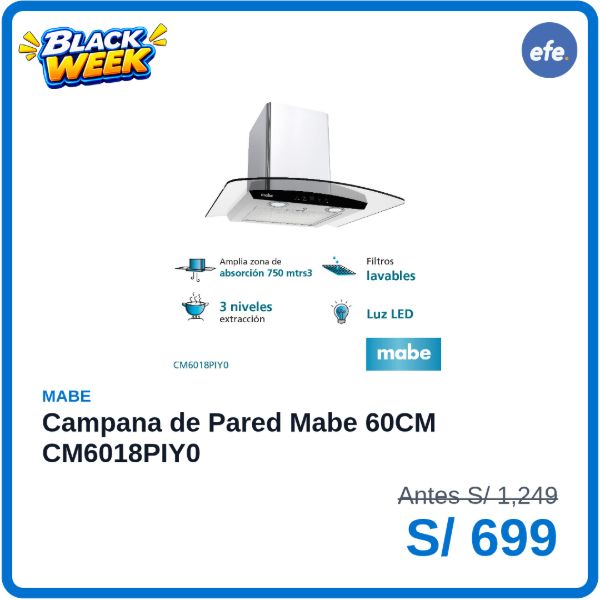 BLACK
WEEK
efe.
mabe
Amplia zona de
absorción 750 mtrs3
Filtros
lavables
3 niveles
extracción
Luz LED
mabe
CM6018PIY0
MABE
Campana de Pared Mabe 60CM
CM6018PIY0
Antes S/ 1,249
S/ 699